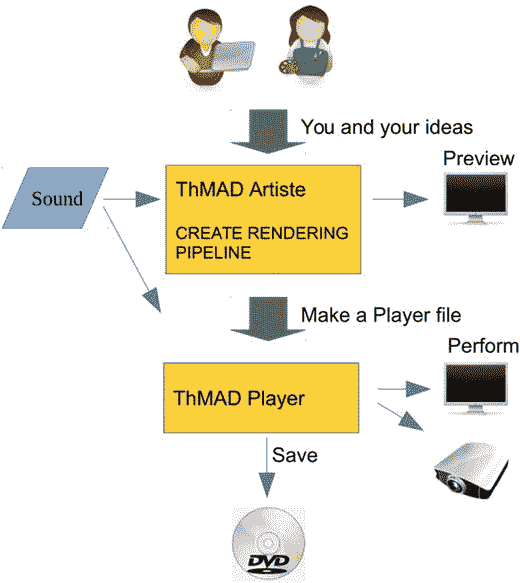 You and your ideas
Preview
Sound
ThMAD Artiste
CREATE RENDERING
PIPELINE
Make a Player file
Perform
ThMAD Player
Save
DVD